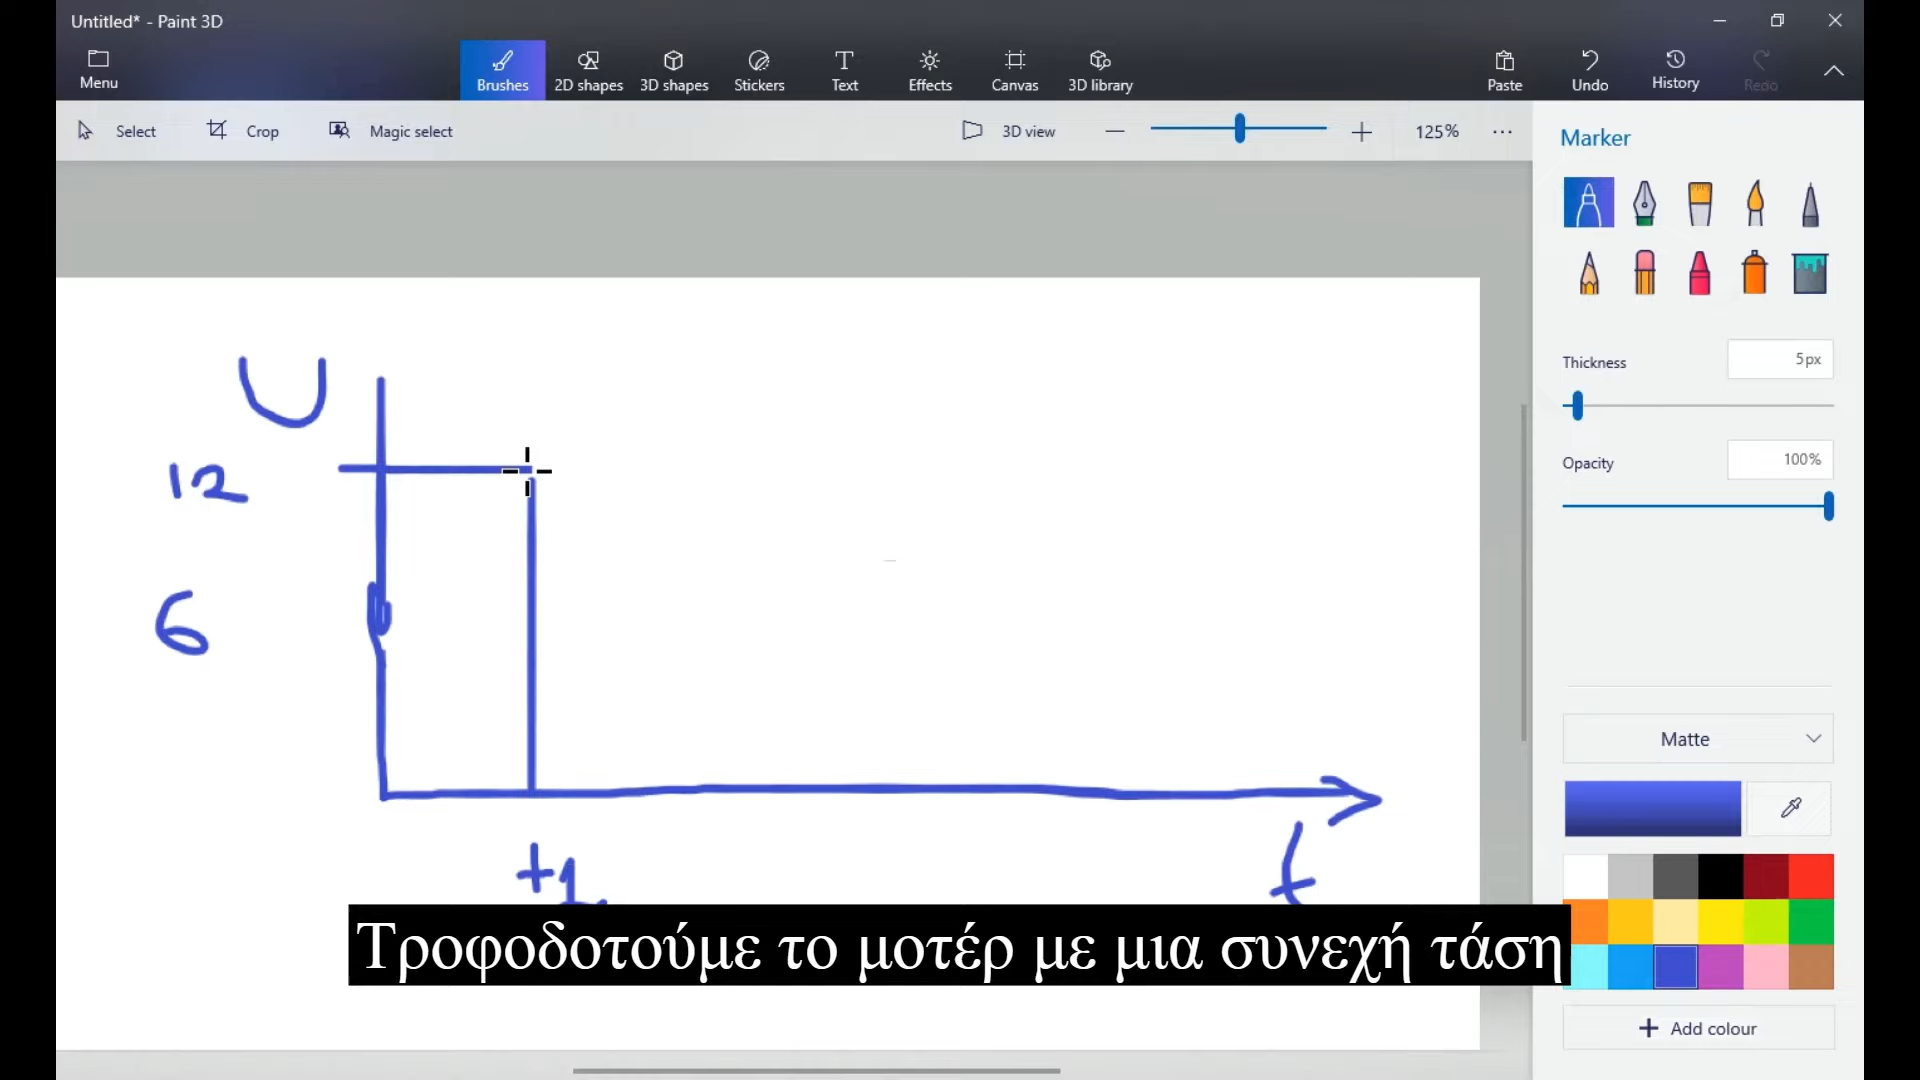 Untitled* - Paint 3D
Menu
Brushes
2D shapes
3D shapes
Stickers
Text
Effects
Canvas
3D library
Paste
Undo
History
Redo
Select
Crop
Magic select
3D view
125%
Marker
Thickness
5px
Opacity
100%
U
12
6
t1
t
Τροφοδοτούμε το μοτέρ με μια συνεχή τάση
Matte
Add colour